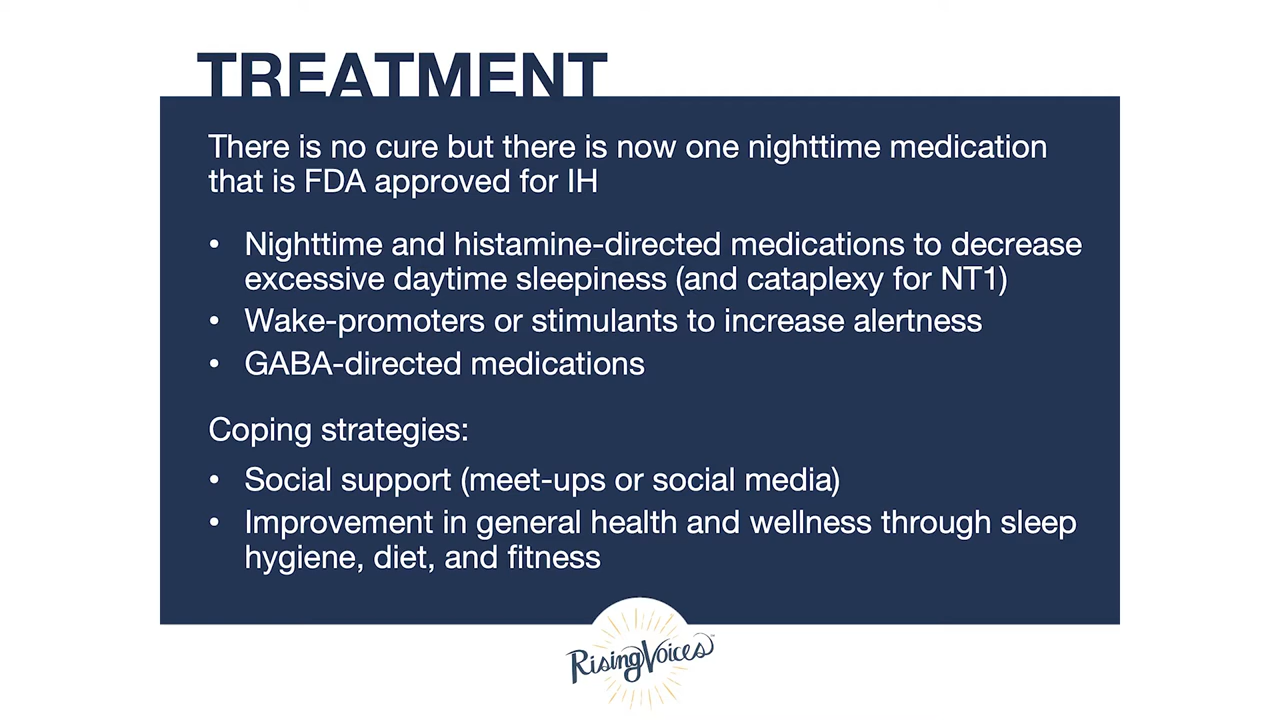 TREATMENT
There is no cure but there is now one nighttime medication
that is FDA approved for IH
• Nighttime and histamine-directed medications to decrease
excessive daytime sleepiness (and cataplexy for NT1)
• Wake-promoters or stimulants to increase alertness
• GABA-directed medications
Coping strategies:
• Social support (meet-ups or social media)
• Improvement in general health and wellness through sleep
hygiene, diet, and fitness
RisingVoices™